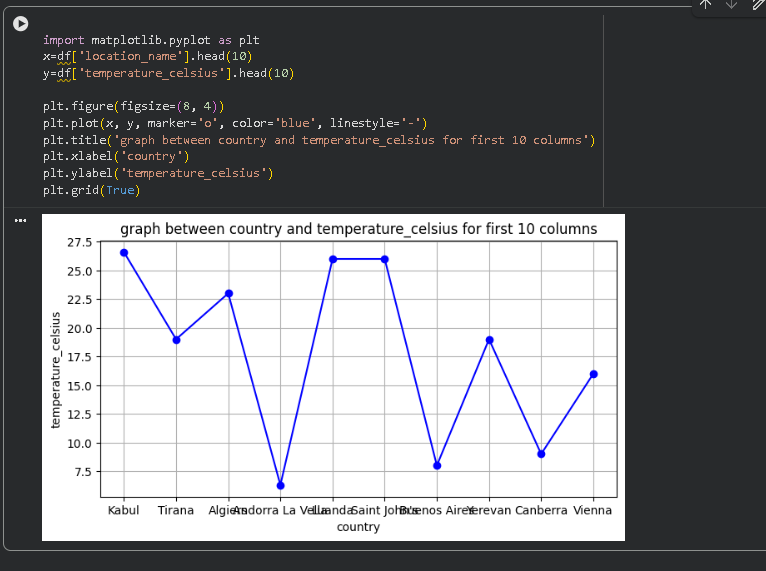 import matplotlib.pyplot as plt
x=df['location_name'].head(10)
y=df['temperature_celsius'].head(10)
plt.figure(figsize=(8, 4))
plt.plot(x, y, marker='o', color='blue', linestyle='-')
plt.title('graph between country and temperature_celsius for first 10 columns')
plt.xlabel('country')
plt.ylabel('temperature_celsius')
plt.grid(True)
graph between country and temperature_celsius for first 10 columns
27.5
25.0
22.5
20.0
17.5
15.0
12.5
10.0
7.5
temperature_celsius
Kabul Tirana Algiers Andorra La Vella Luanda Saint John's Buenos Aires Yerevan Canberra Vienna
country